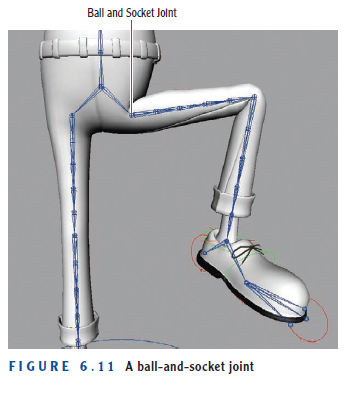 Ball and Socket Joint
FIGURE 6.11 A ball-and-socket joint